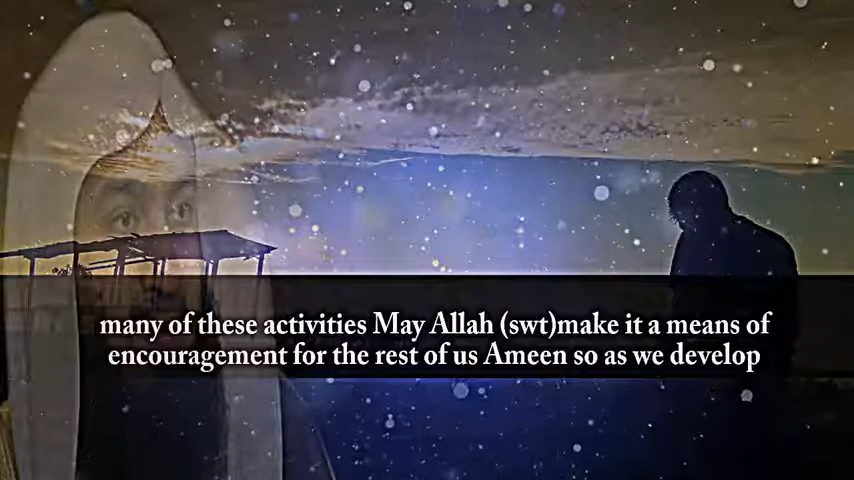 many of these activities May Allah (swt)make it a means of
encouragement for the rest of us Ameen so as we develop